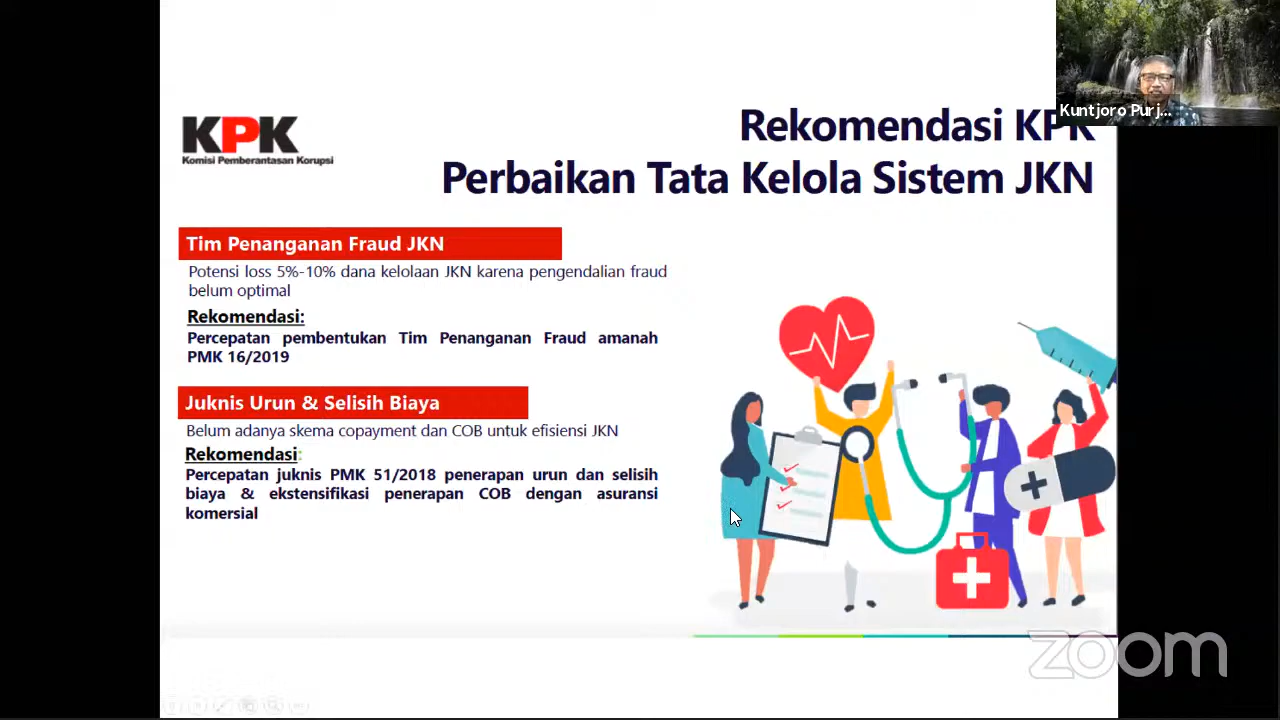 Kuntjoro Purj...
KPK
Komisi Pemberantasan Korupsi
Rekomendasi KPK
Perbaikan Tata Kelola Sistem JKN
Tim Penanganan Fraud JKN
Potensi loss 5%-10% dana kelolaan JKN karena pengendalian fraud
belum optimal
Rekomendasi:
Percepatan pembentukan Tim Penanganan Fraud amanah
PMK 16/2019
Juknis Urun & Selisih Biaya
Belum adanya skema copayment dan COB untuk efisiensi JKN
Rekomendasi:
Percepatan juknis PMK 51/2018 penerapan urun dan selisih
biaya & ekstensifikasi penerapan COB dengan asuransi
komersial
zoom